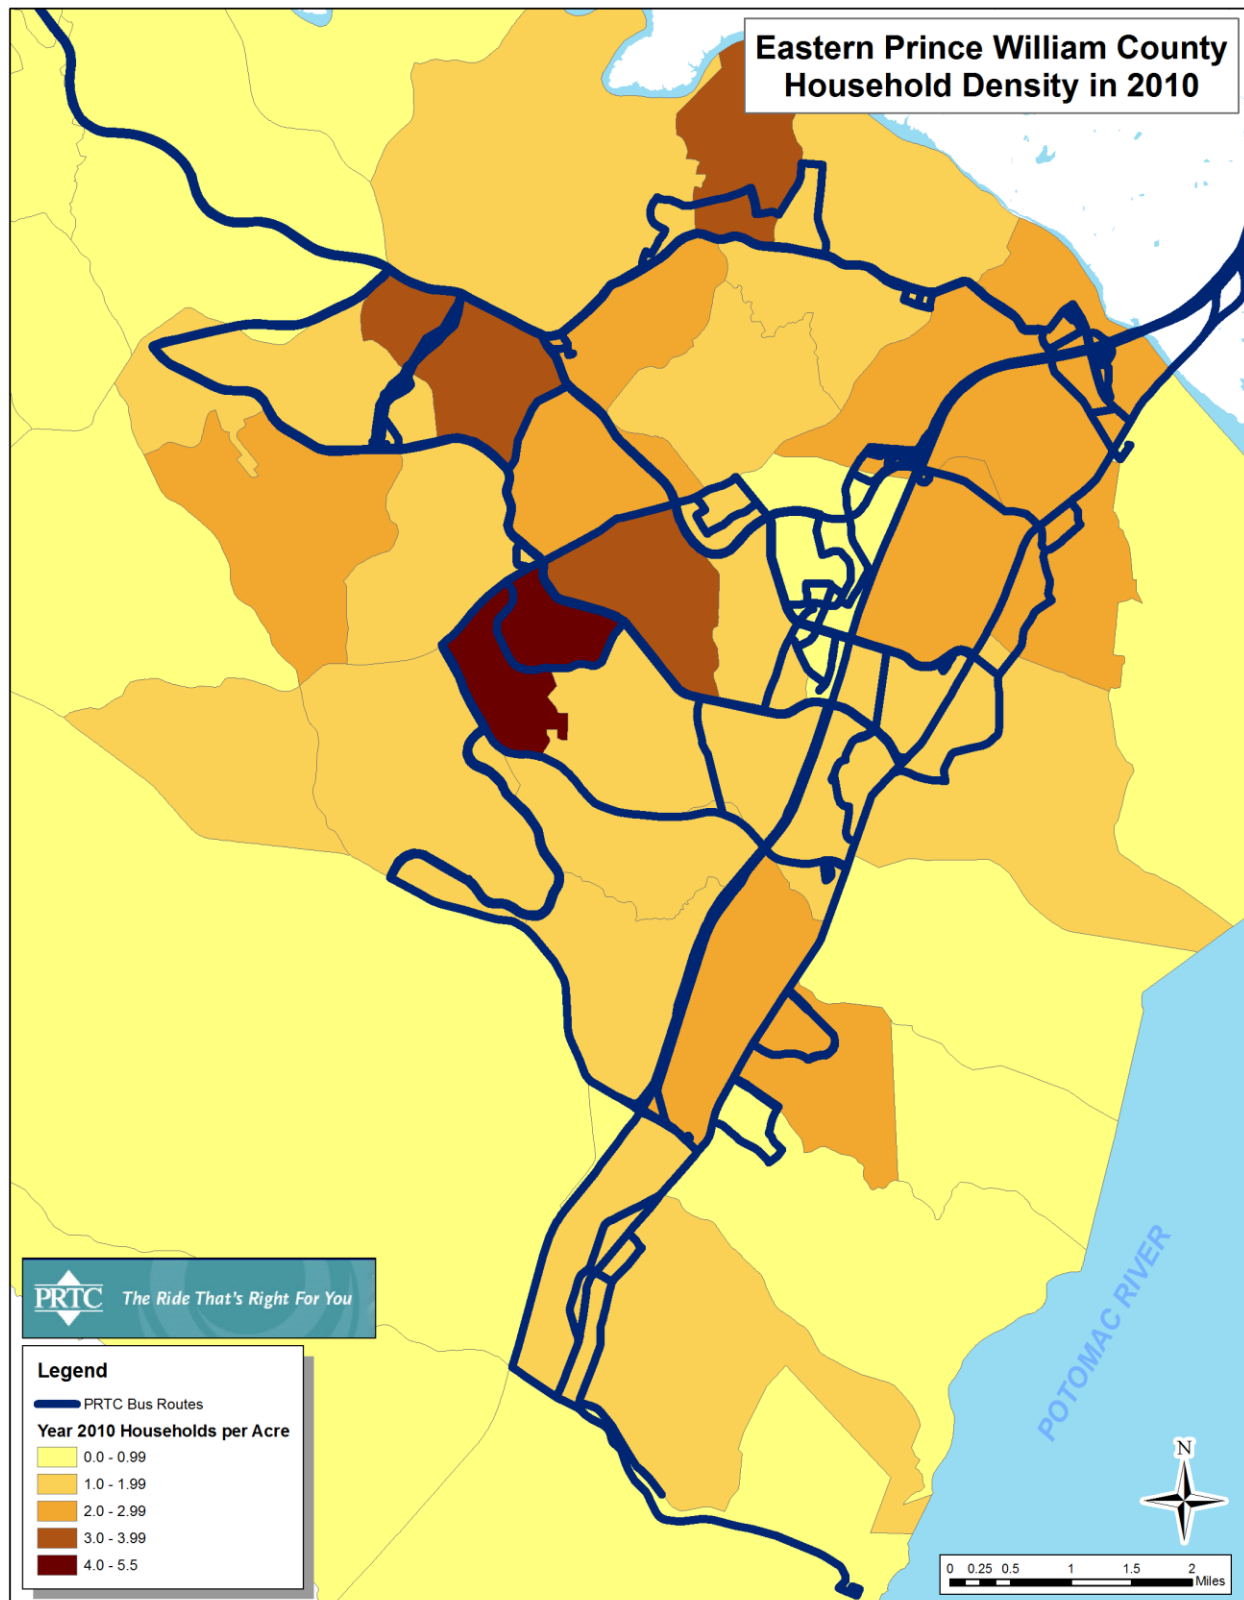 Eastern Prince William County
Household Density in 2010
POTOMAC RIVER
PRTC The Ride That's Right For You
Legend
PRTC Bus Routes
Year 2010 Households per Acre
0.0 - 0.99
1.0 - 1.99
2.0 - 2.99
3.0 - 3.99
4.0 - 5.5
N
0 0.25 0.5 1 1.5 2
Miles